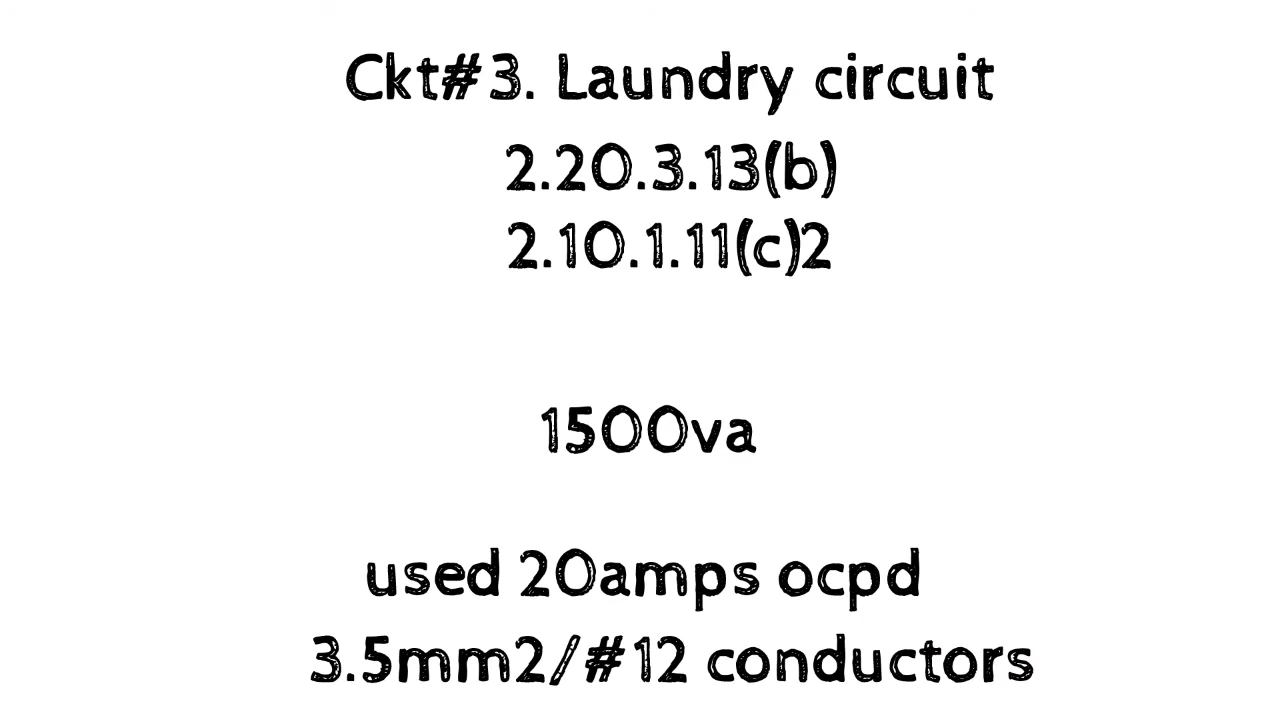 Ckt#3. Laundry circuit
2.20.3.13(b)
2.10.1.11(c)2
1500va
used 20amps ocpd
3.5mm2/#12 conductors